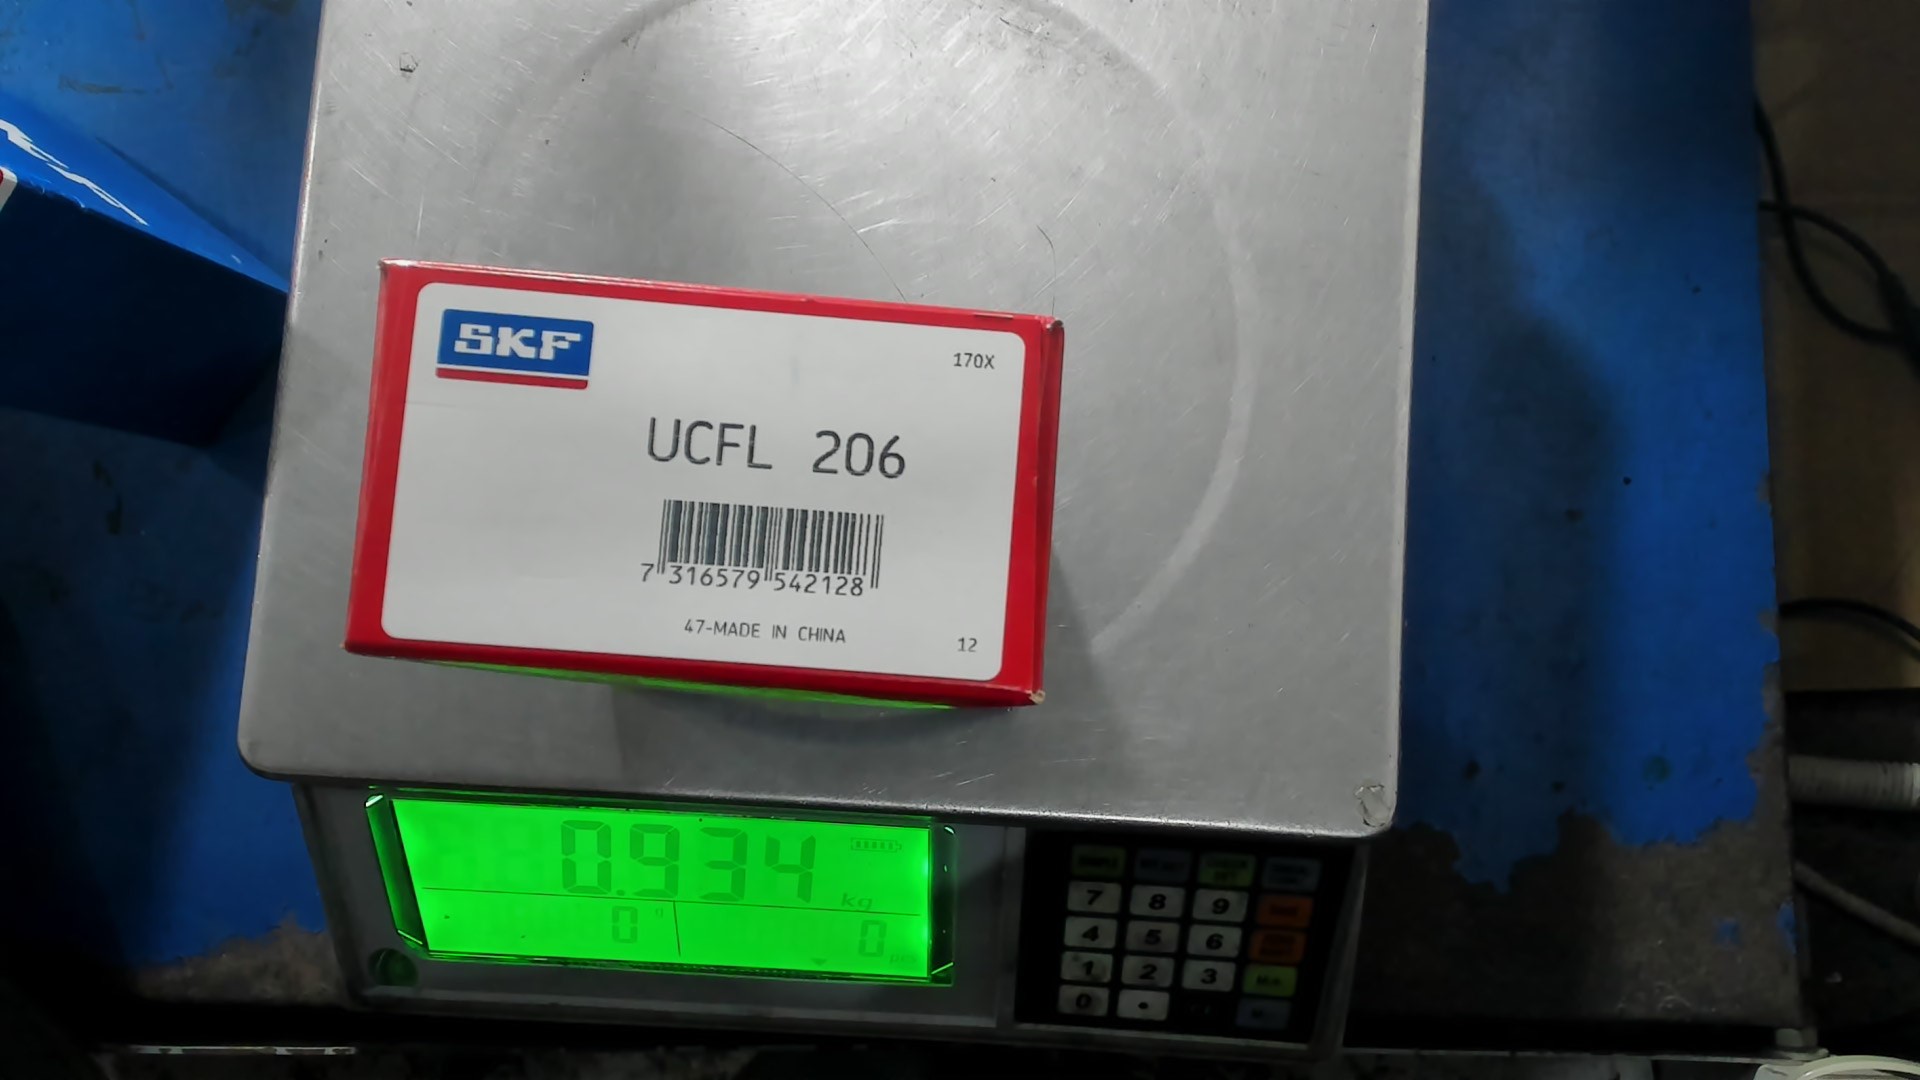 SKF
170X
UCFL 206
7 316579 542128
47-MADE IN CHINA
12
0.934
kg
0
0
7 8 9
4 5 6
1 2 3
0 .